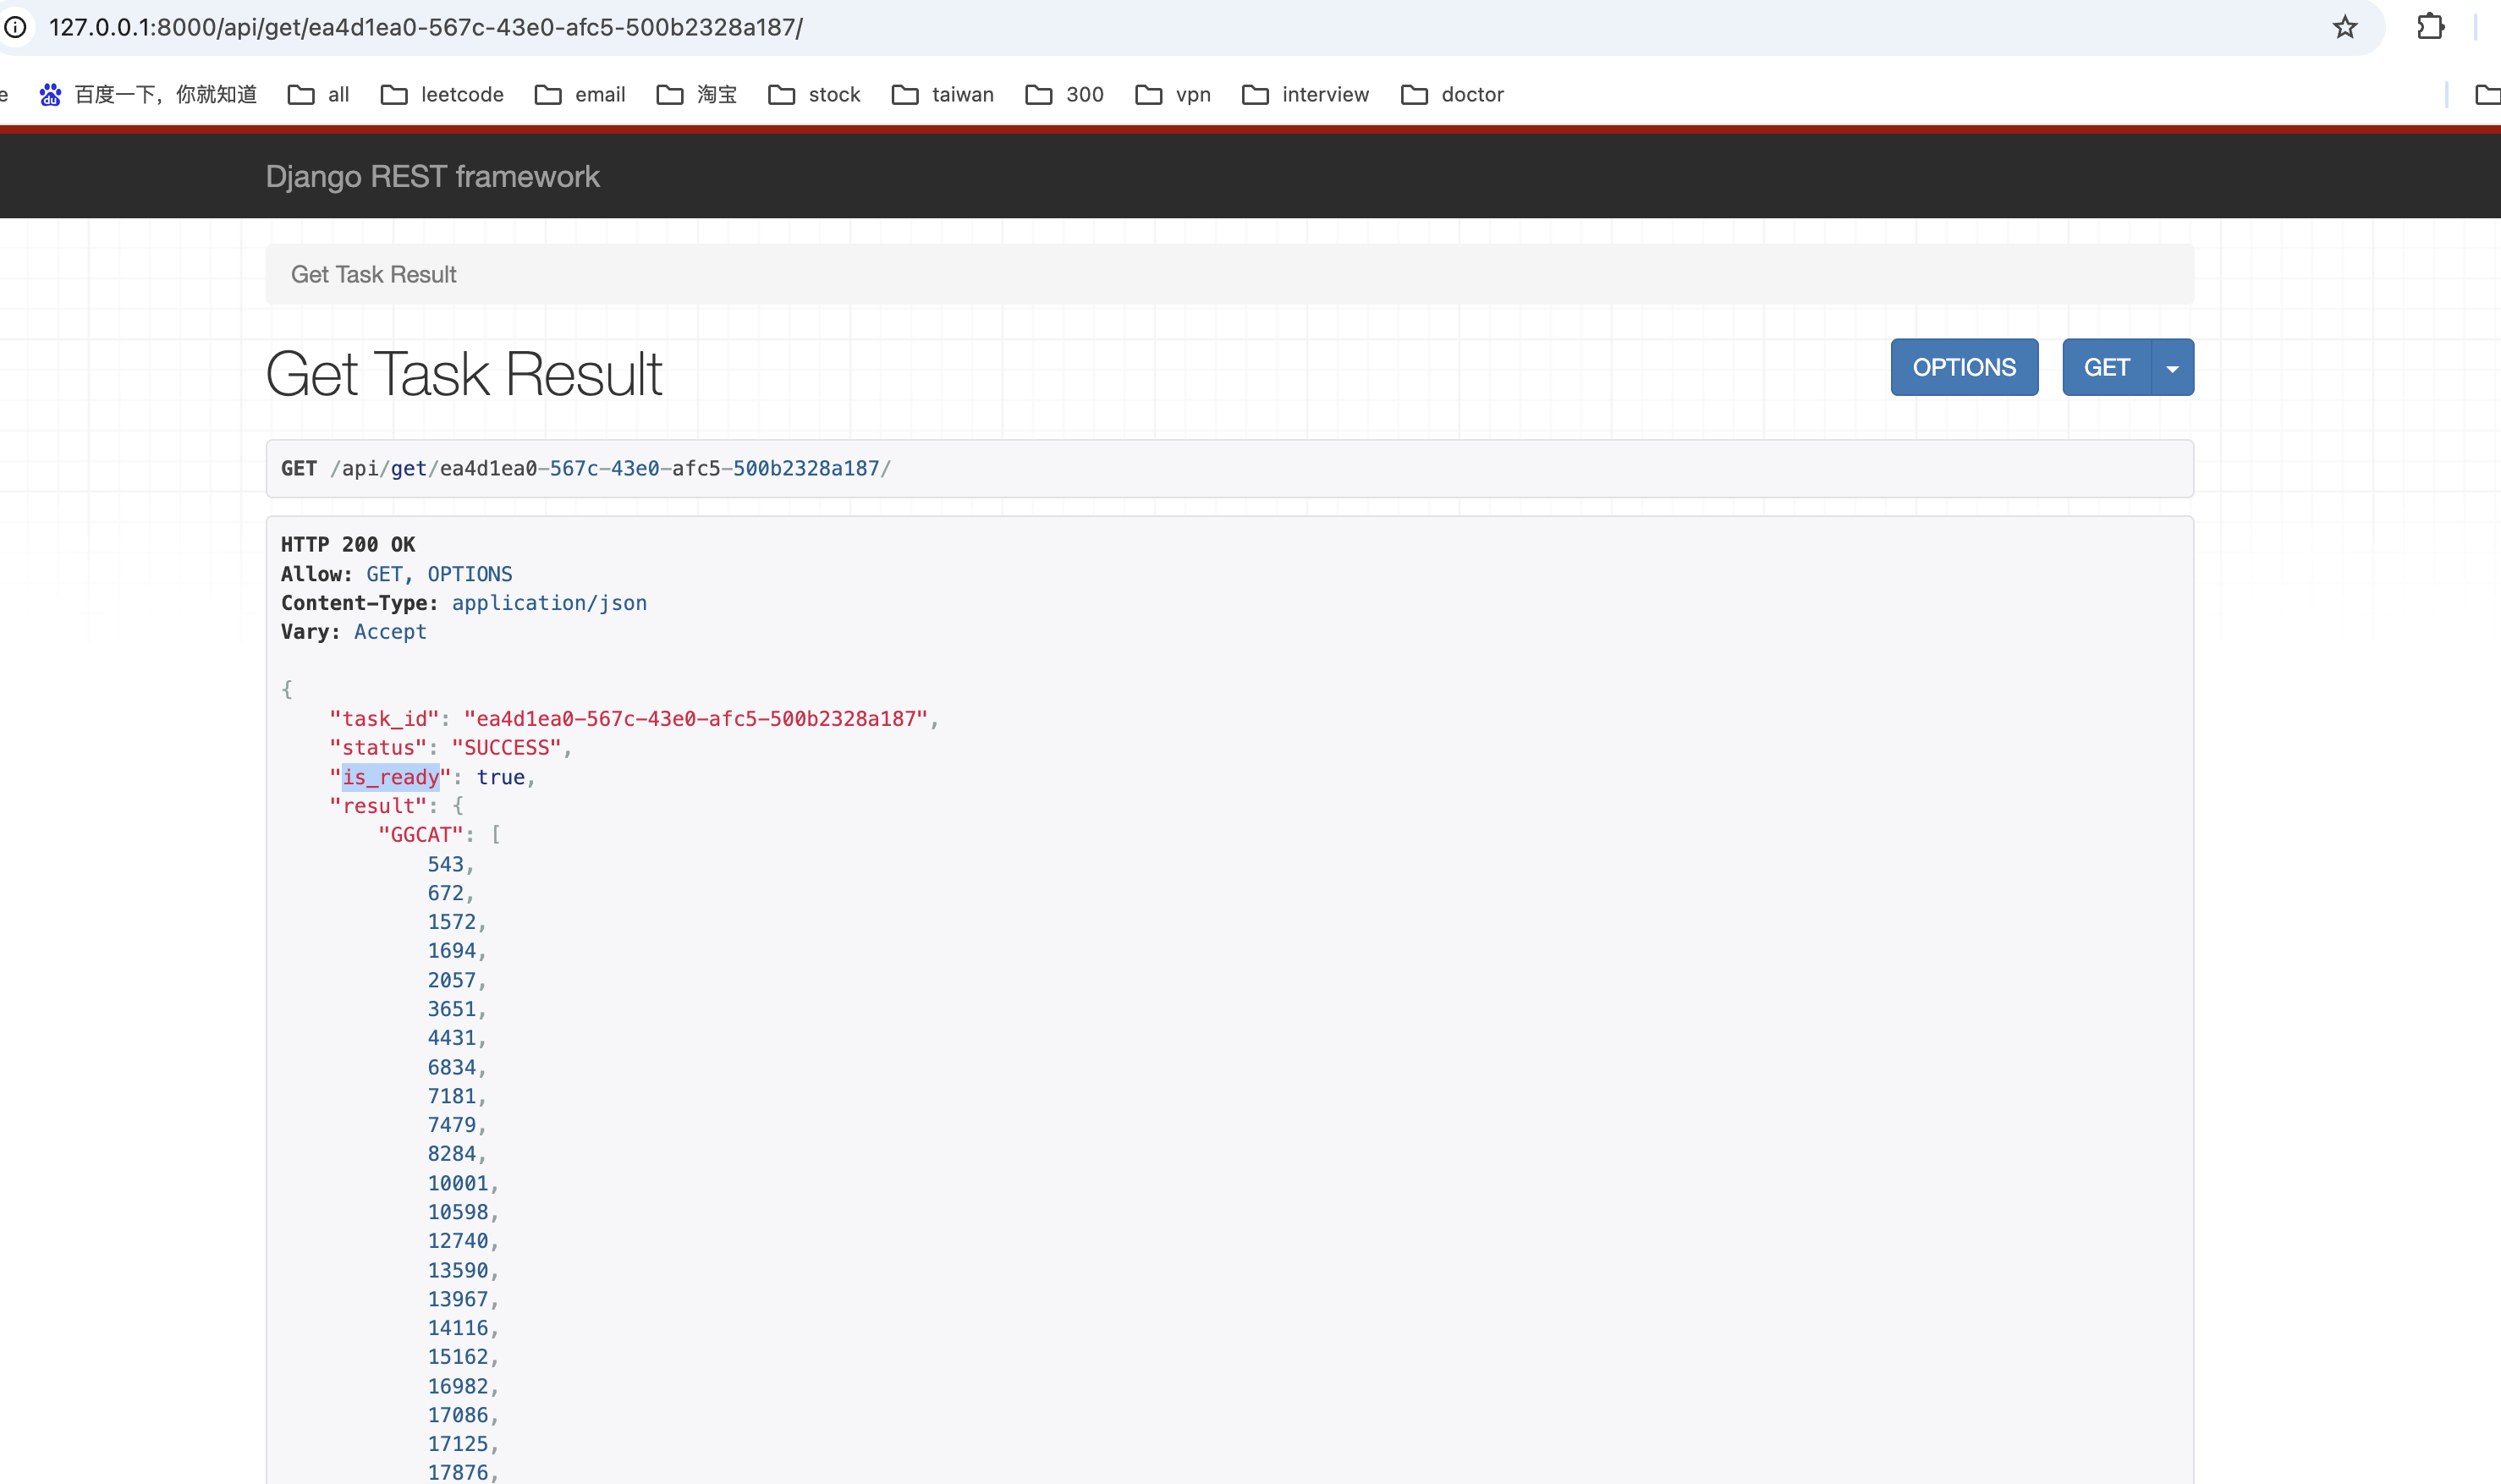 127.0.0.1:8000/api/get/ea4d1ea0-567c-43e0-afc5-500b2328a187/
e 百度一下，你就知道 all leetcode email 淘宝 stock taiwan 300 vpn interview doctor
Django REST framework
Get Task Result
Get Task Result OPTIONS GET
GET /api/get/ea4d1ea0-567c-43e0-afc5-500b2328a187/
HTTP 200 OK
Allow: GET, OPTIONS
Content-Type: application/json
Vary: Accept
{
"task_id": "ea4d1ea0-567c-43e0-afc5-500b2328a187",
"status": "SUCCESS",
"is_ready": true,
"result": {
"GGCAT": [
543,
672,
1572,
1694,
2057,
3651,
4431,
6834,
7181,
7479,
8284,
10001,
10598,
12740,
13590,
13967,
14116,
15162,
16982,
17086,
17125,
17876,